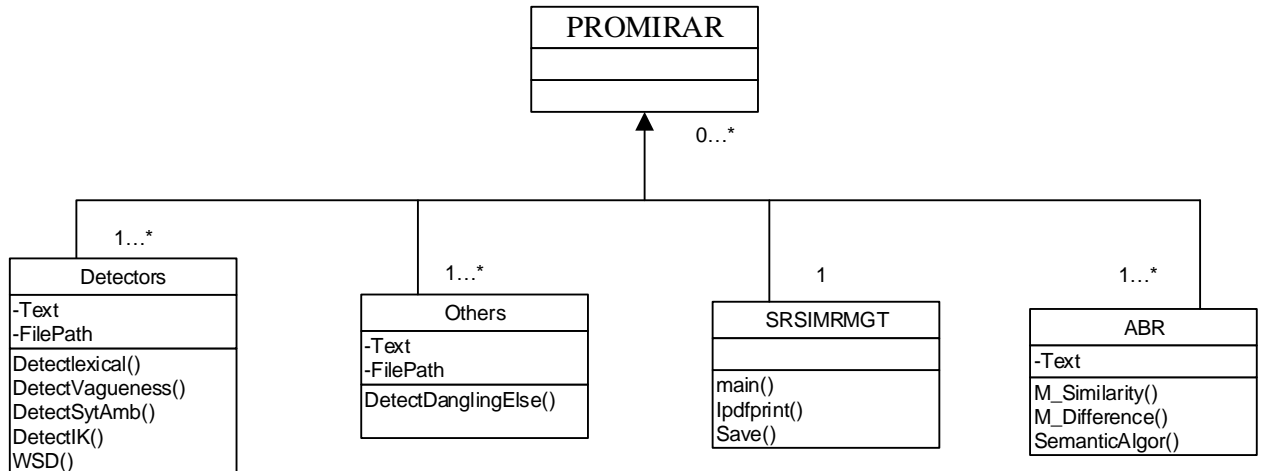 PROMIRAR
0…*
1…*
1…*
1
1…*
Detectors
-Text
-FilePath
Detectlexical()
DetectVagueness()
DetectSytAmb()
DetectIK()
WSD()
Others
-Text
-FilePath
DetectDanglingElse()
SRSIMRMGT
main()
Ipdfprint()
Save()
ABR
-Text
M_Similarity()
M_Difference()
SemanticAlgor()